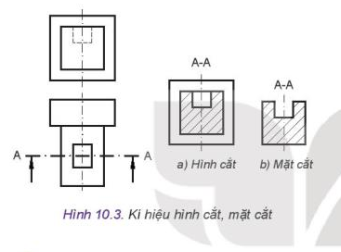 A-A
A-A
A
A
a) Hình cắt
b) Mặt cắt
Hình 10.3. Kí hiệu hình cắt, mặt cắt